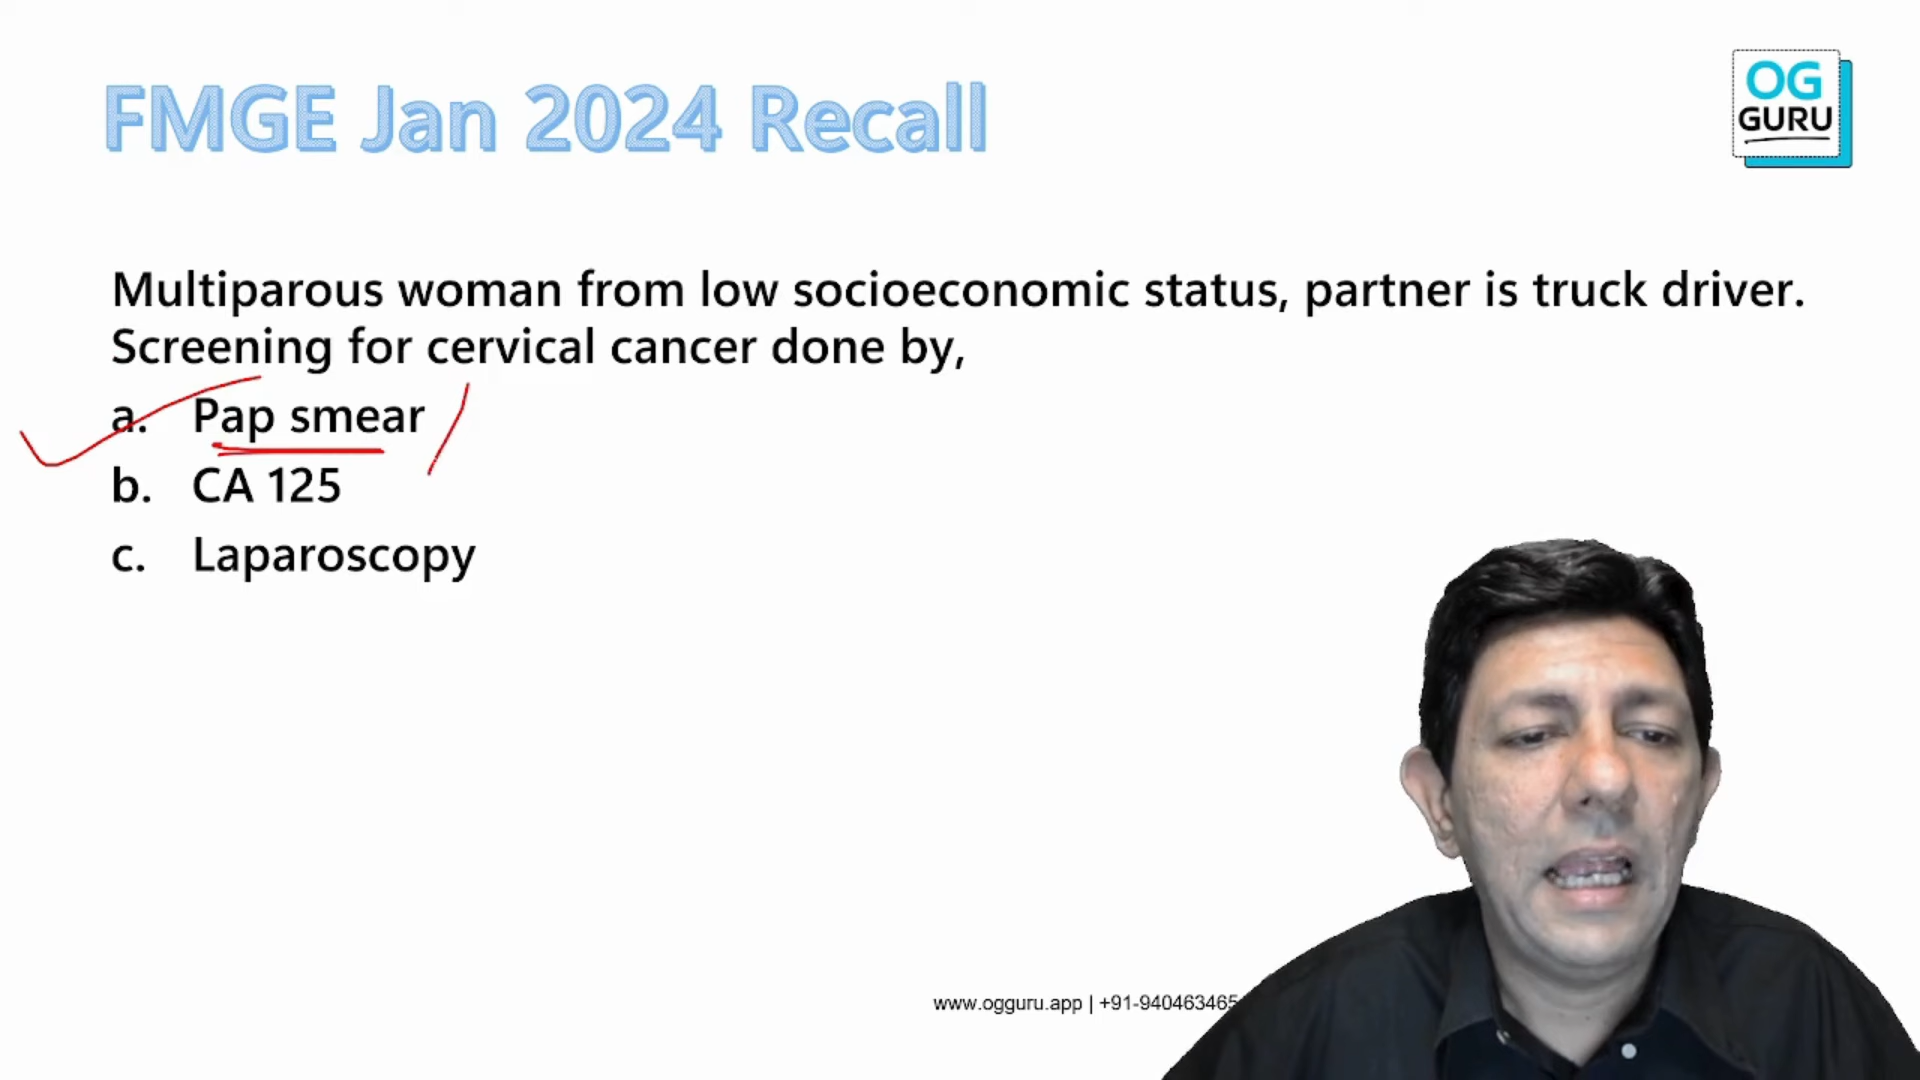 FMGE Jan 2024 Recall
OG
GURU
Multiparous woman from low socioeconomic status, partner is truck driver.
Screening for cervical cancer done by,
a. Pap smear
b. CA 125
c. Laparoscopy
www.ogguru.app | +91-940463465